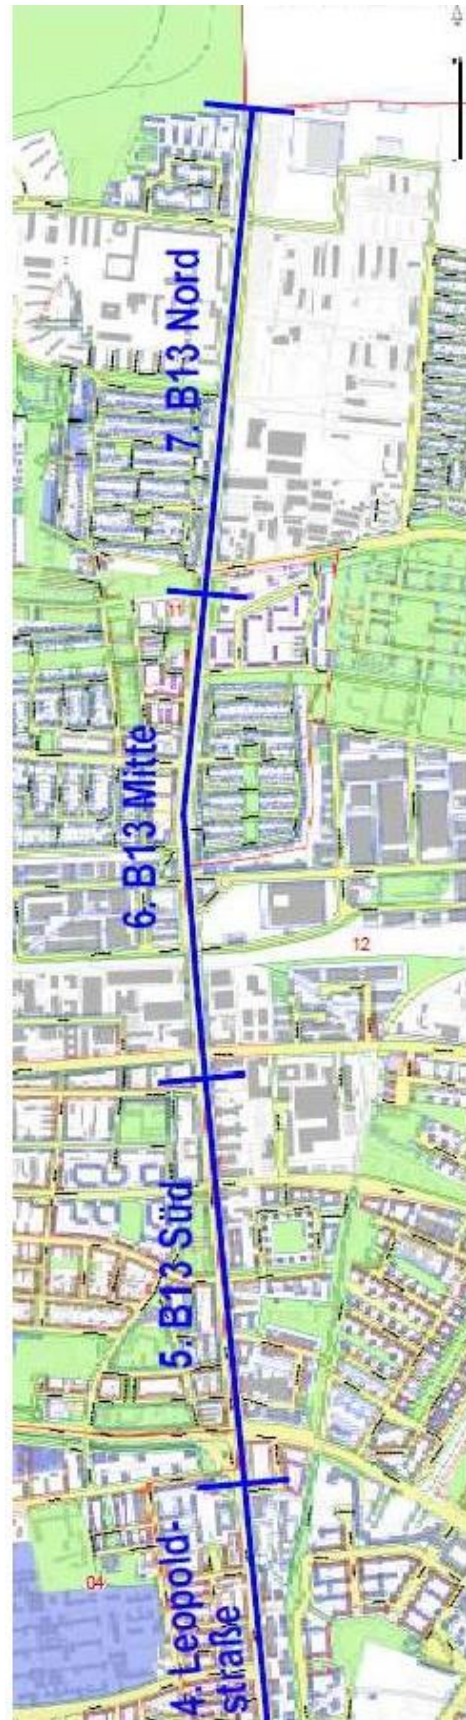 7. B13 Nord
11
6. B13 Mitte
12
5. B13 Süd
04
4. Leopold-
straße